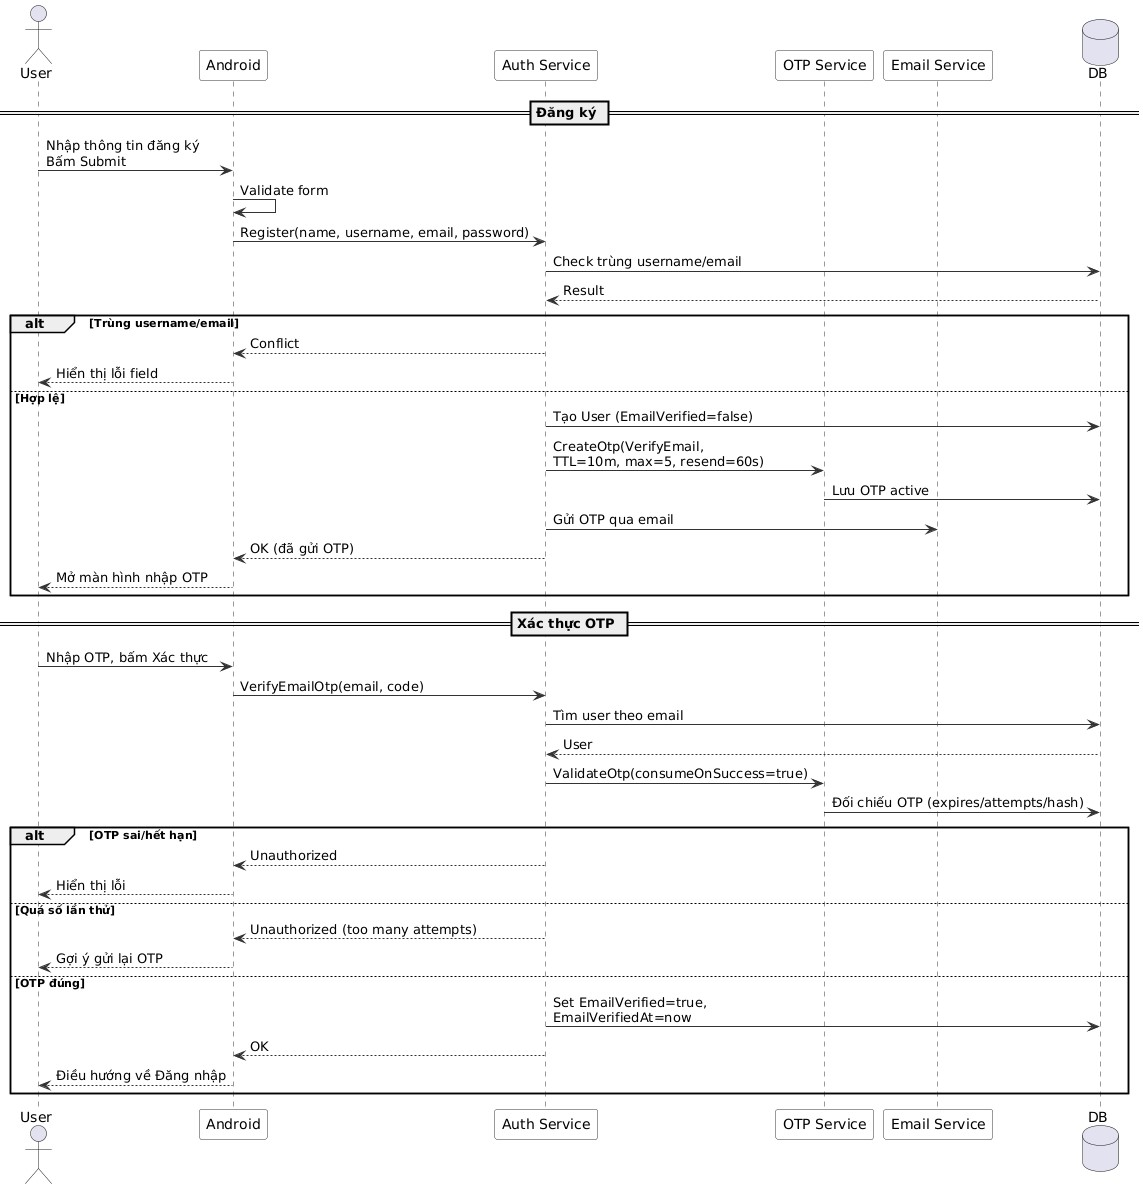 User
Android
Auth Service
OTP Service
Email Service
DB
Đăng ký
Nhập thông tin đăng ký
Bấm Submit
Validate form
Register(name, username, email, password)
Check trùng username/email
Result
alt
[Trùng username/email]
Conflict
Hiển thị lỗi field
[Hợp lệ]
Tạo User (EmailVerified=false)
CreateOtp(VerifyEmail,
TTL=10m, max=5, resend=60s)
Lưu OTP active
Gửi OTP qua email
OK (đã gửi OTP)
Mở màn hình nhập OTP
Xác thực OTP
Nhập OTP, bấm Xác thực
VerifyEmailOtp(email, code)
Tìm user theo email
User
ValidateOtp(consumeOnSuccess=true)
Đối chiếu OTP (expires/attempts/hash)
alt
[OTP sai/hết hạn]
Unauthorized
Hiển thị lỗi
[Quá số lần thử]
Unauthorized (too many attempts)
Gợi ý gửi lại OTP
[OTP đúng]
Set EmailVerified=true,
EmailVerifiedAt=now
OK
Điều hướng về Đăng nhập
User
Android
Auth Service
OTP Service
Email Service
DB